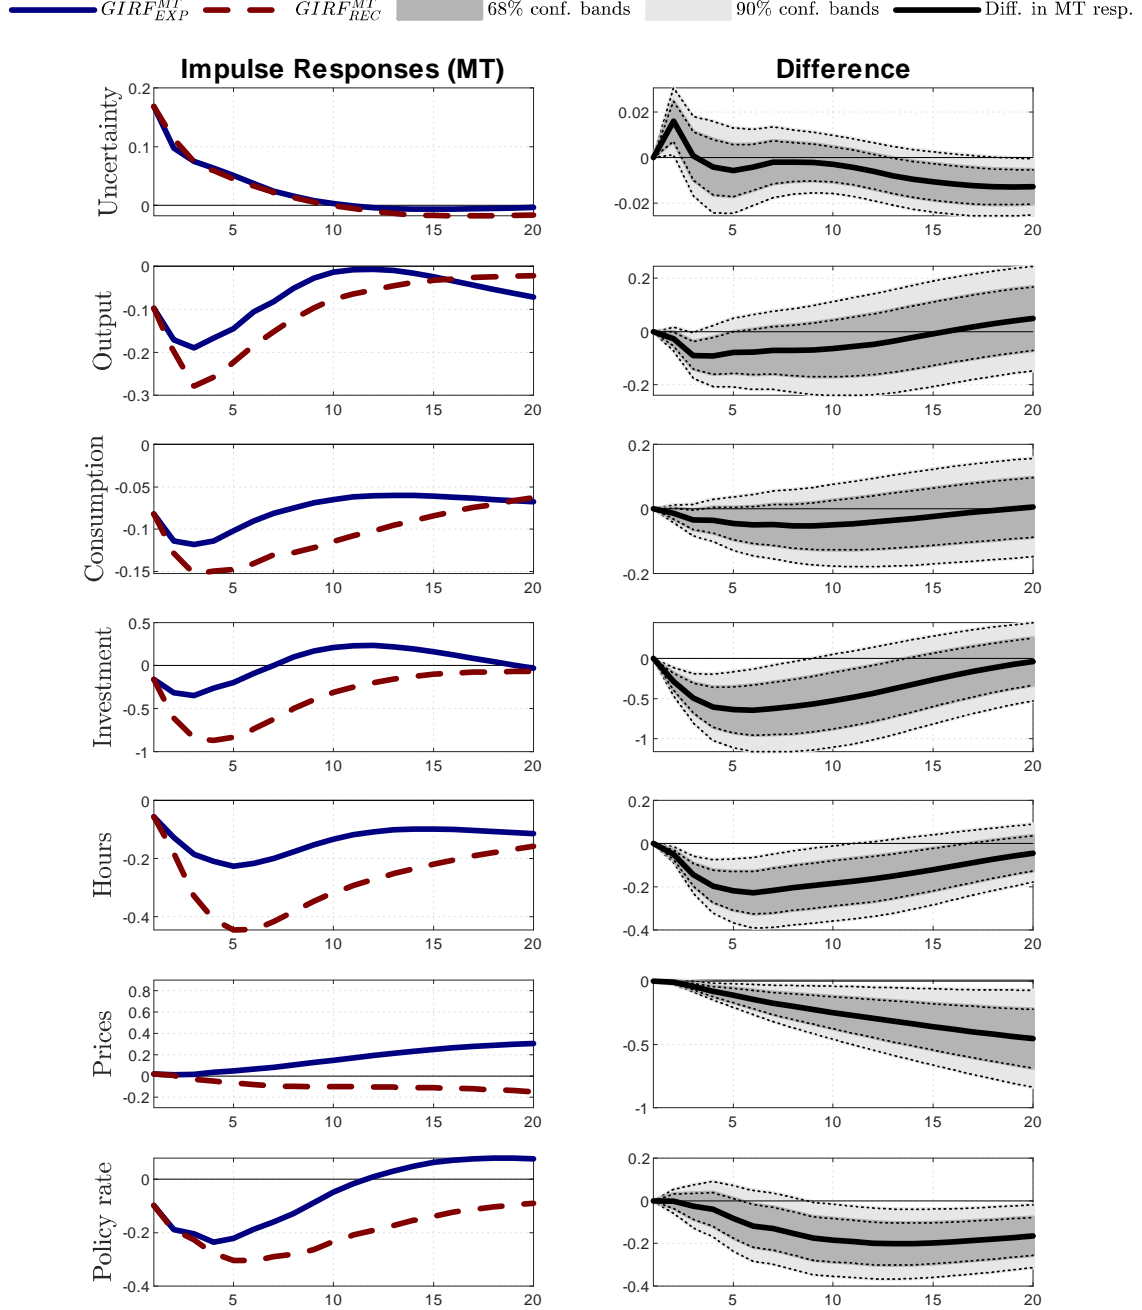 GIRF^{MT}_{EXP} GIRF^{MT}_{REC} 68% conf. bands 90% conf. bands Diff. in MT resp.
Impulse Responses (MT) Difference
Uncertainty
0.2
0.1
0
5 10 15 20
0.02
0
-0.02
5 10 15 20
Output
0
-0.1
-0.2
-0.3
5 10 15 20
0.2
0
-0.2
5 10 15 20
Consumption
0
-0.05
-0.1
-0.15
5 10 15 20
0.2
0
-0.2
5 10 15 20
Investment
0.5
0
-0.5
-1
5 10 15 20
0
-0.5
-1
5 10 15 20
Hours
0
-0.2
-0.4
5 10 15 20
0.2
0
-0.2
-0.4
5 10 15 20
Prices
0.8
0.6
0.4
0.2
0
-0.2
5 10 15 20
0
-0.5
-1
5 10 15 20
Policy rate
0
-0.2
-0.4
5 10 15 20
0.2
0
-0.2
-0.4
5 10 15 20